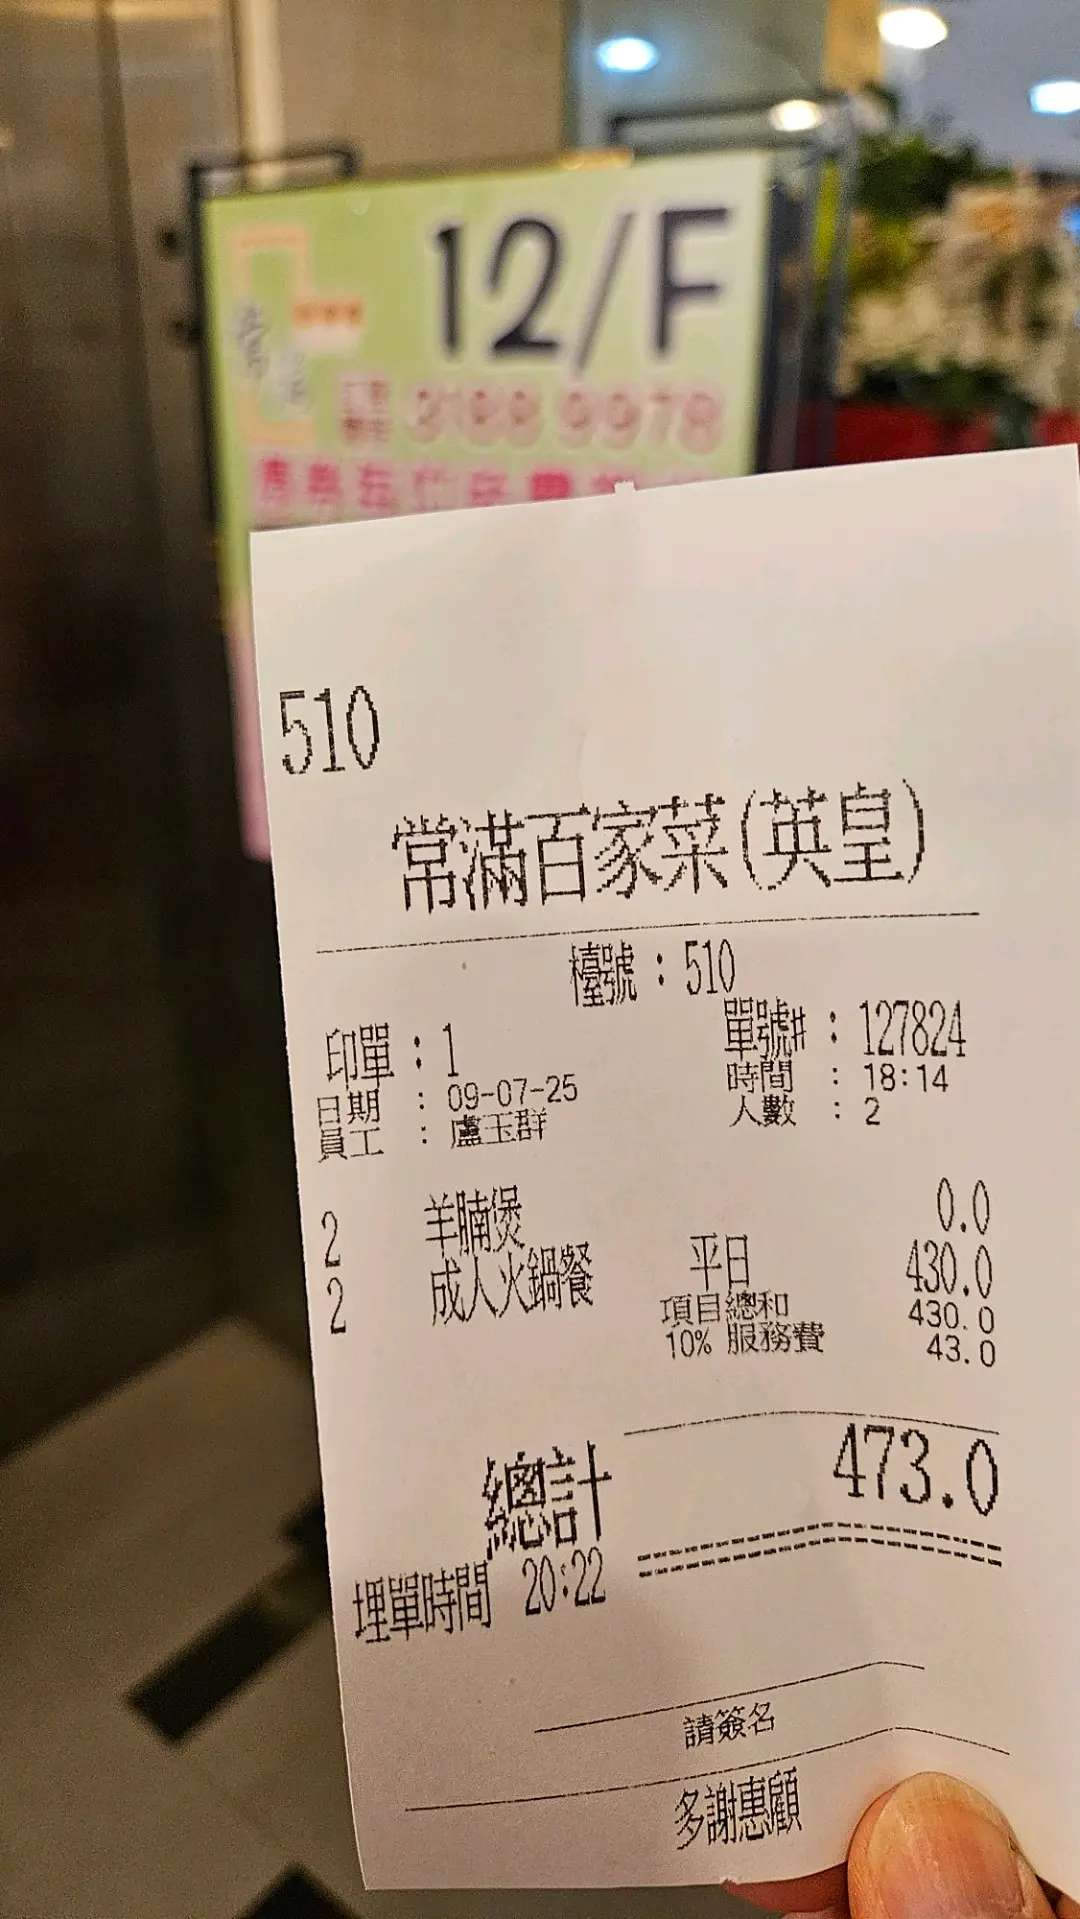 12/F
510
常滿百家菜(英皇)
檯號 : 510
印單 : 1 單號# : 127824
日期 : 09-07-25 時間 : 18:14
員工 : 盧玉群 人數 : 2
2 羊腩煲 0.0
2 成人火鍋餐 平日 430.0
項目總和 430.0
10% 服務費 43.0
總計 473.0
埋單時間 20:22
請簽名
多謝惠顧